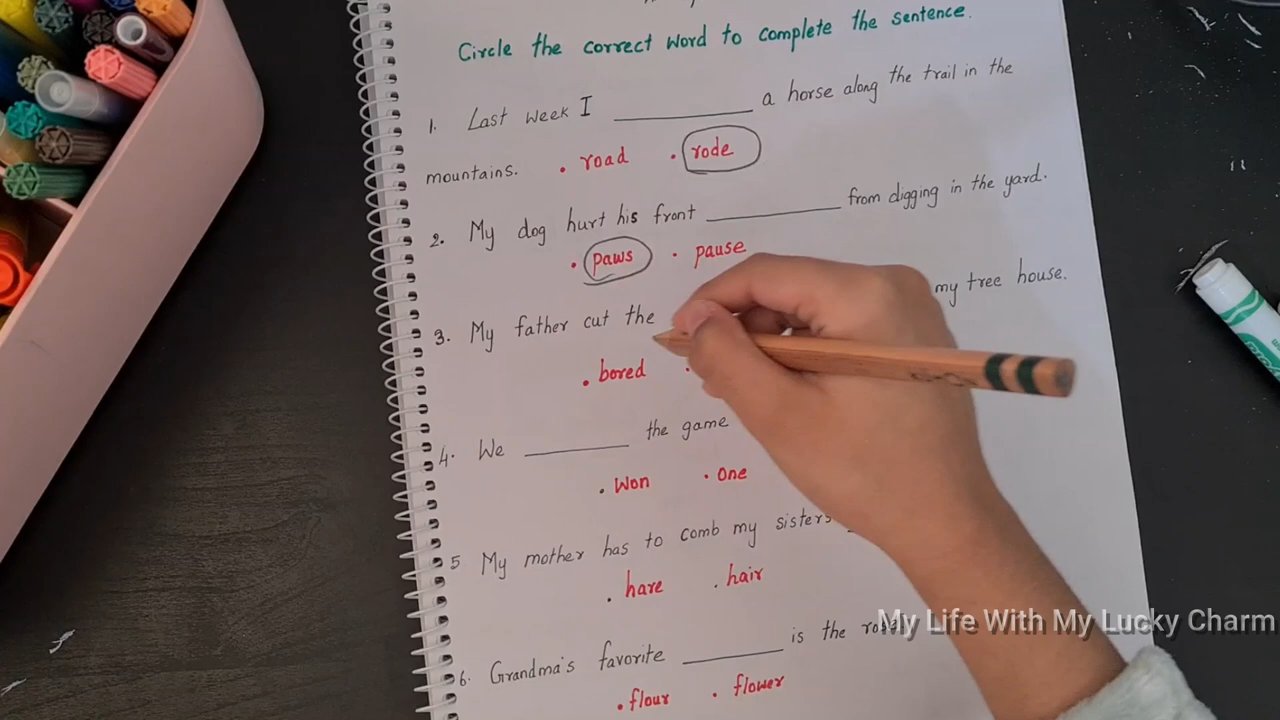 Circle the correct word to complete the sentence.
1. Last week I __________ a horse along the trail in the
mountains. • road • rode
2. My dog hurt his front __________ from digging in the yard.
• paws • pause
3. My father cut the my tree house.
• bored
4. We ________ the game
• won • one
5 My mother has to comb my sisters
• hare • hair
My Life With My Lucky Charm
6. Grandma's favorite ________ is the
• flour • flower